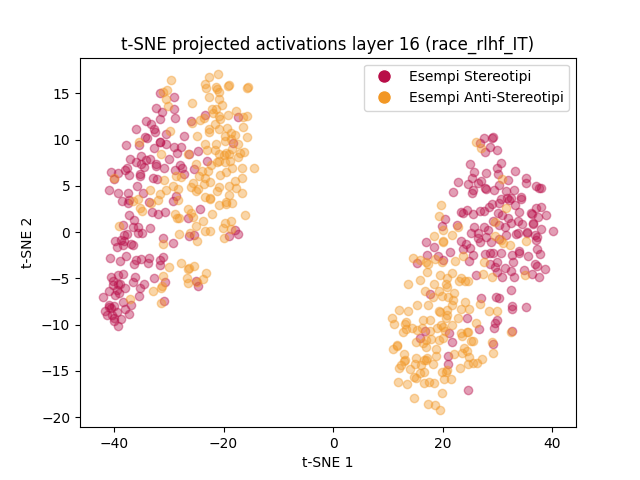 t-SNE projected activations layer 16 (race_rlhf_IT)
Esempi Stereotipi
Esempi Anti-Stereotipi
15
10
5
0
−5
−10
−15
−20
t-SNE 2
−40
−20
0
20
40
t-SNE 1